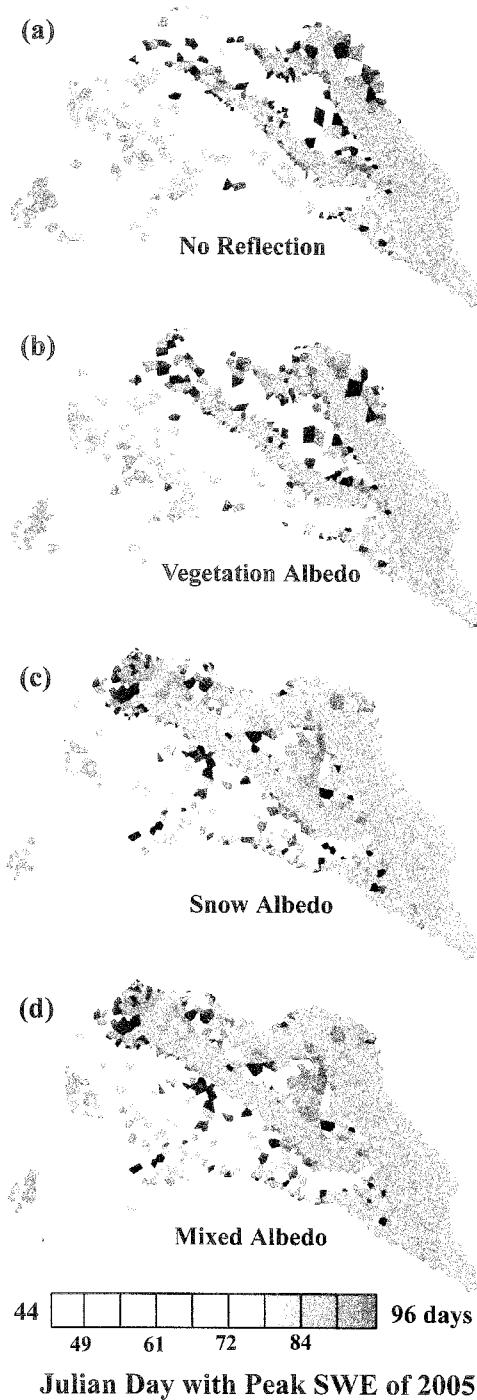 (a)
No Reflection
(b)
Vegetation Albedo
(c)
Snow Albedo
(d)
Mixed Albedo
44 96 days
49 61 72 84
Julian Day with Peak SWE of 2005